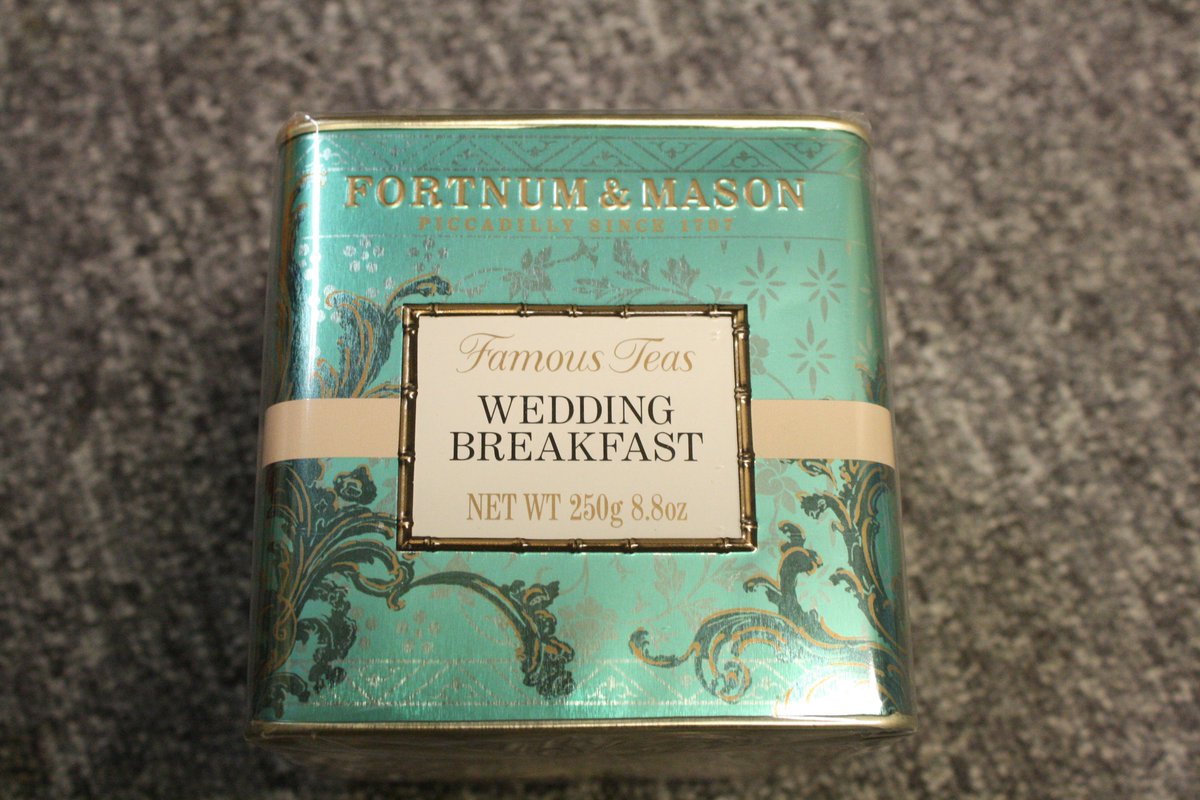 FORTNUM & MASON
PICCADILLY SINCE 1707
Famous Teas
WEDDING
BREAKFAST
NET WT 250g 8.8oz